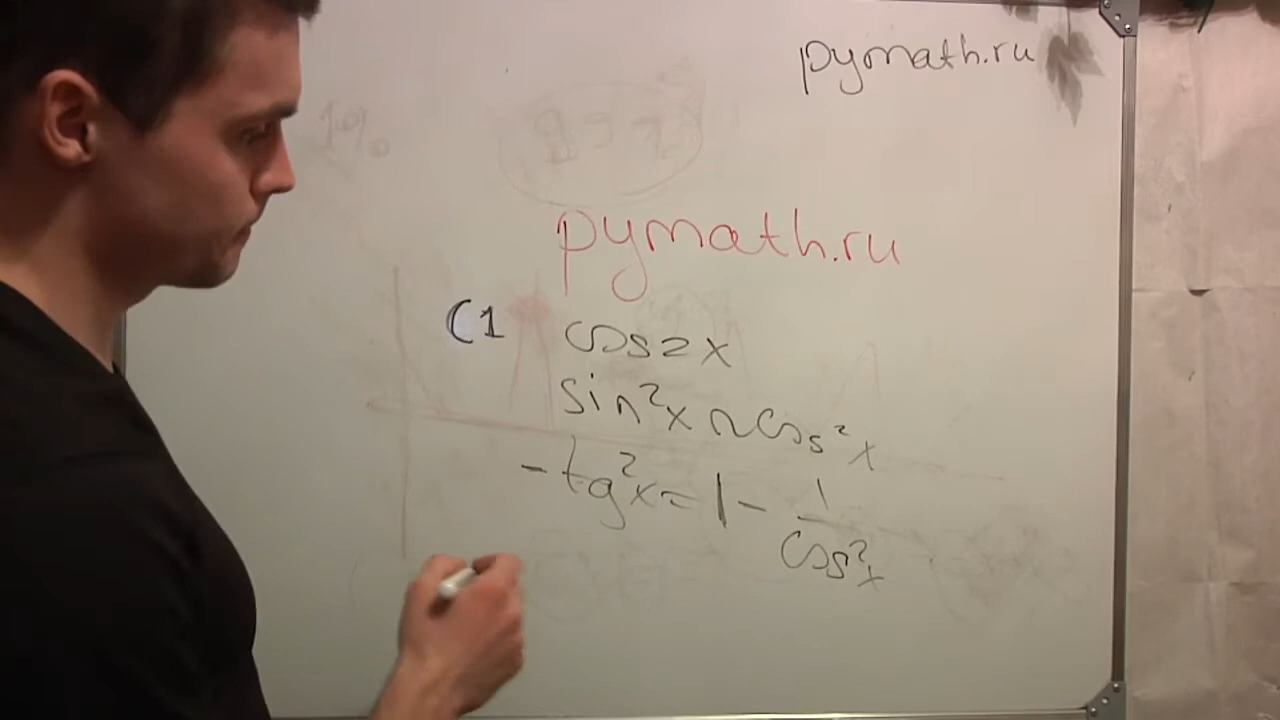 pymath.ru
pymath.ru
C1 cos2x
sin²x и cos²x
-tg²x = 1 - 1/cos²x